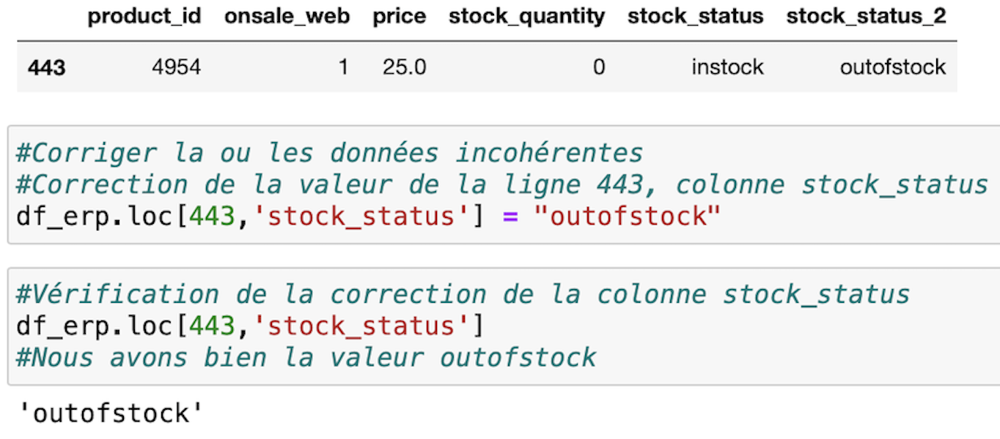 product_id onsale_web price stock_quantity stock_status stock_status_2
443 4954 1 25.0 0 instock outofstock
#Corriger la ou les données incohérentes
#Correction de la valeur de la ligne 443, colonne stock_status
df_erp.loc[443,'stock_status'] = "outofstock"
#Vérification de la correction de la colonne stock_status
df_erp.loc[443,'stock_status']
#Nous avons bien la valeur outofstock
'outofstock'